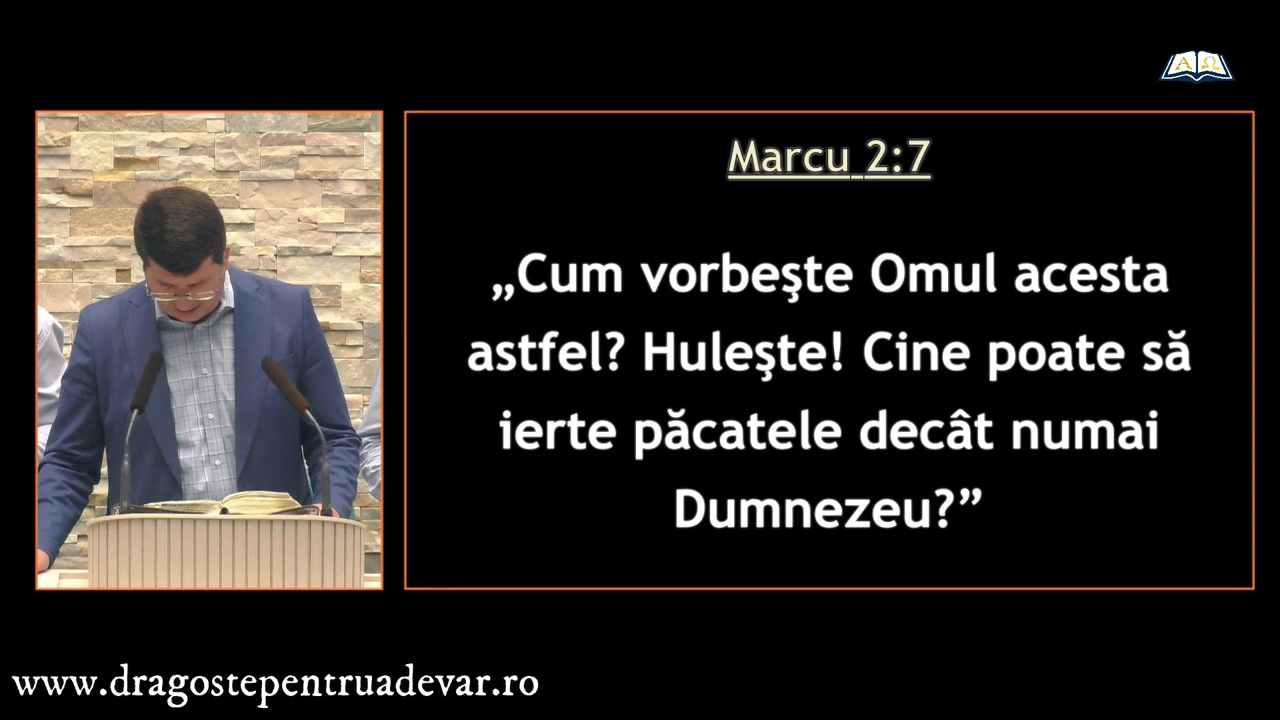 Α Ω
Marcu 2:7
„Cum vorbeşte Omul acesta
astfel? Huleşte! Cine poate să
ierte păcatele decât numai
Dumnezeu?”
www.dragostepentruadevar.ro